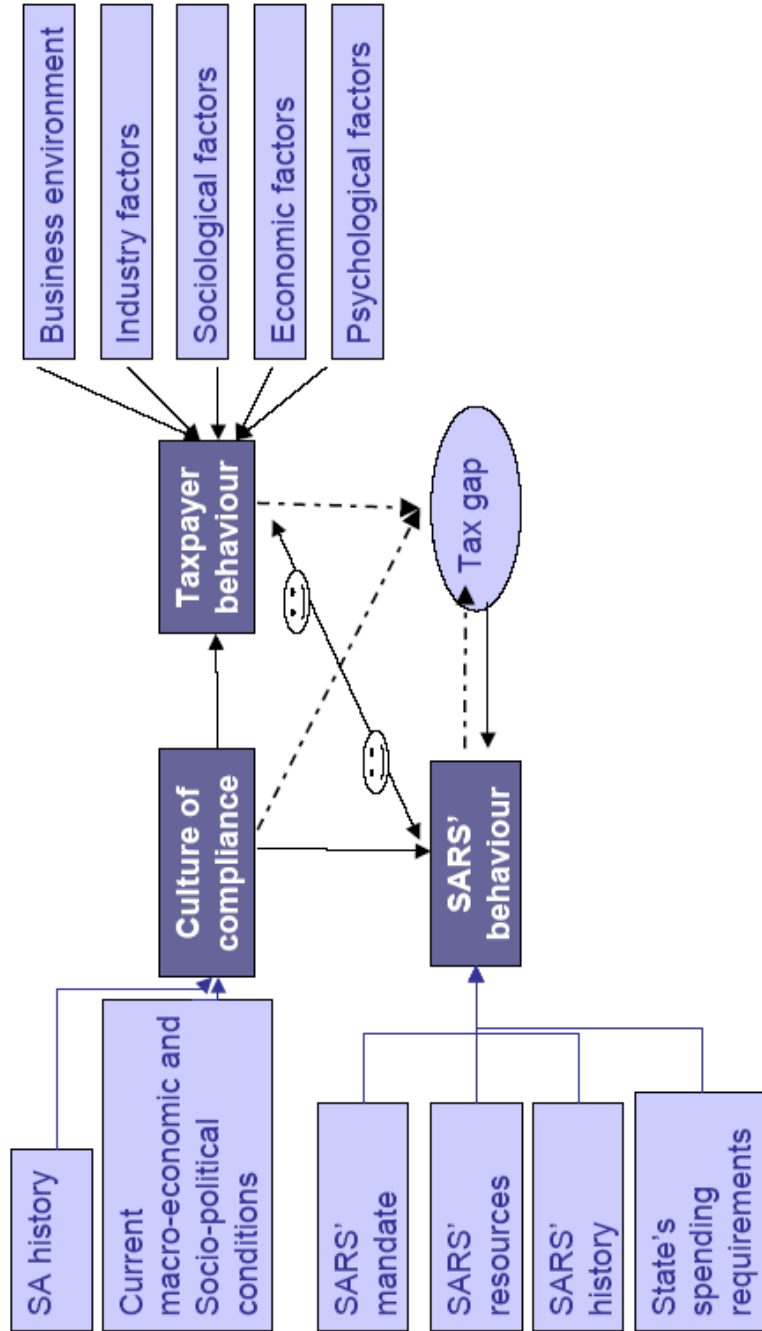 SA history
Current
macro-economic and
Socio-political
conditions
SARS'
mandate
SARS'
resources
SARS'
history
State's
spending
requirements
Culture of
compliance
SARS'
behaviour
Taxpayer
behaviour
Tax gap
Business environment
Industry factors
Sociological factors
Economic factors
Psychological factors